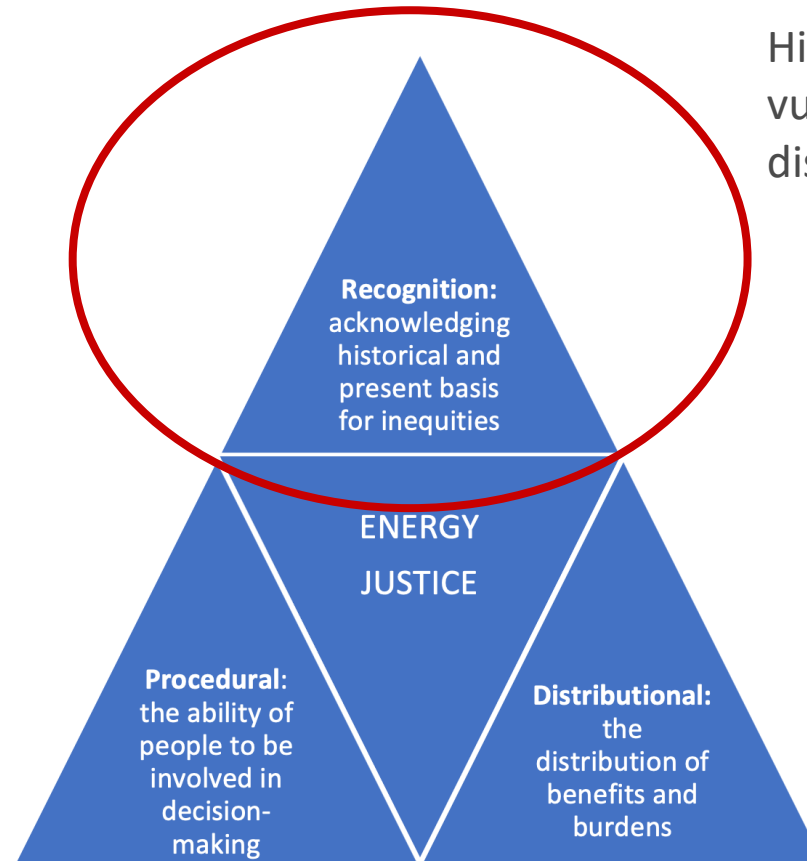 Recognition:
acknowledging
historical and
present basis
for inequities
ENERGY
JUSTICE
Procedural:
the ability of
people to be
involved in
decision-
making
Distributional:
the
distribution of
benefits and
burdens